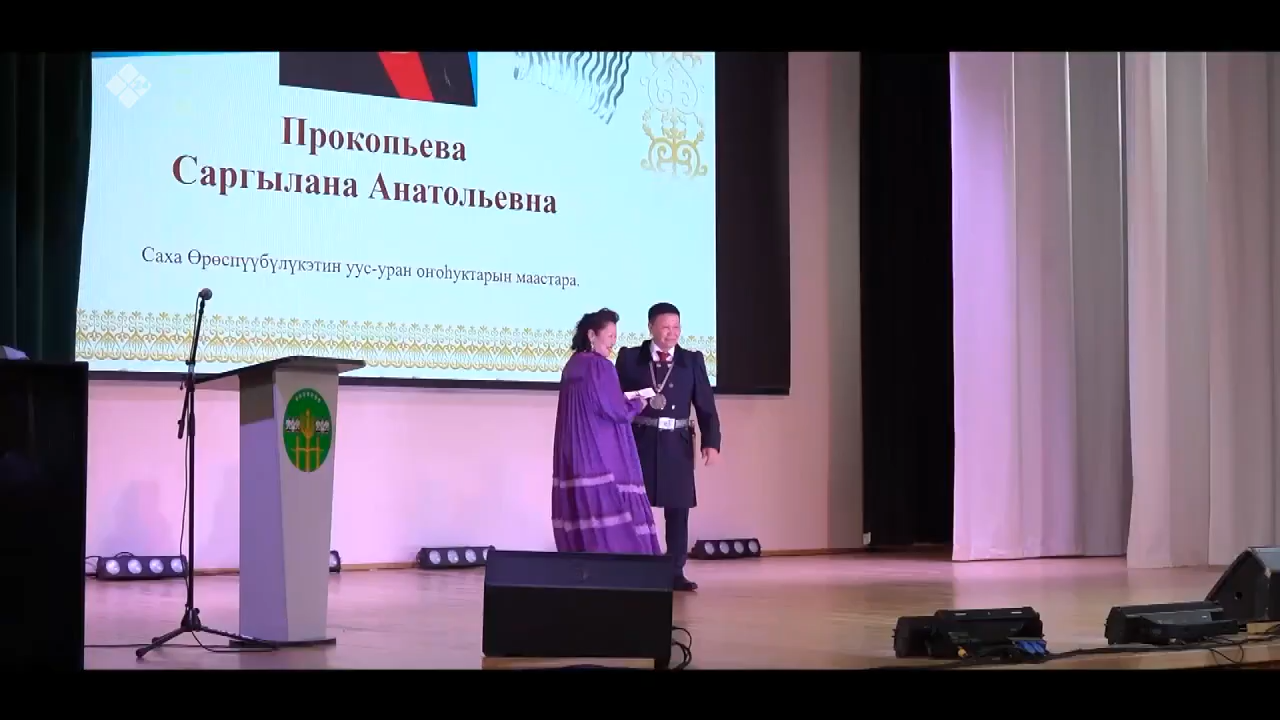 Прокопьева
Саргылана Анатольевна
Саха Өрөспүүбүлүкэтин уус-уран оҥоһуктарын маастара.